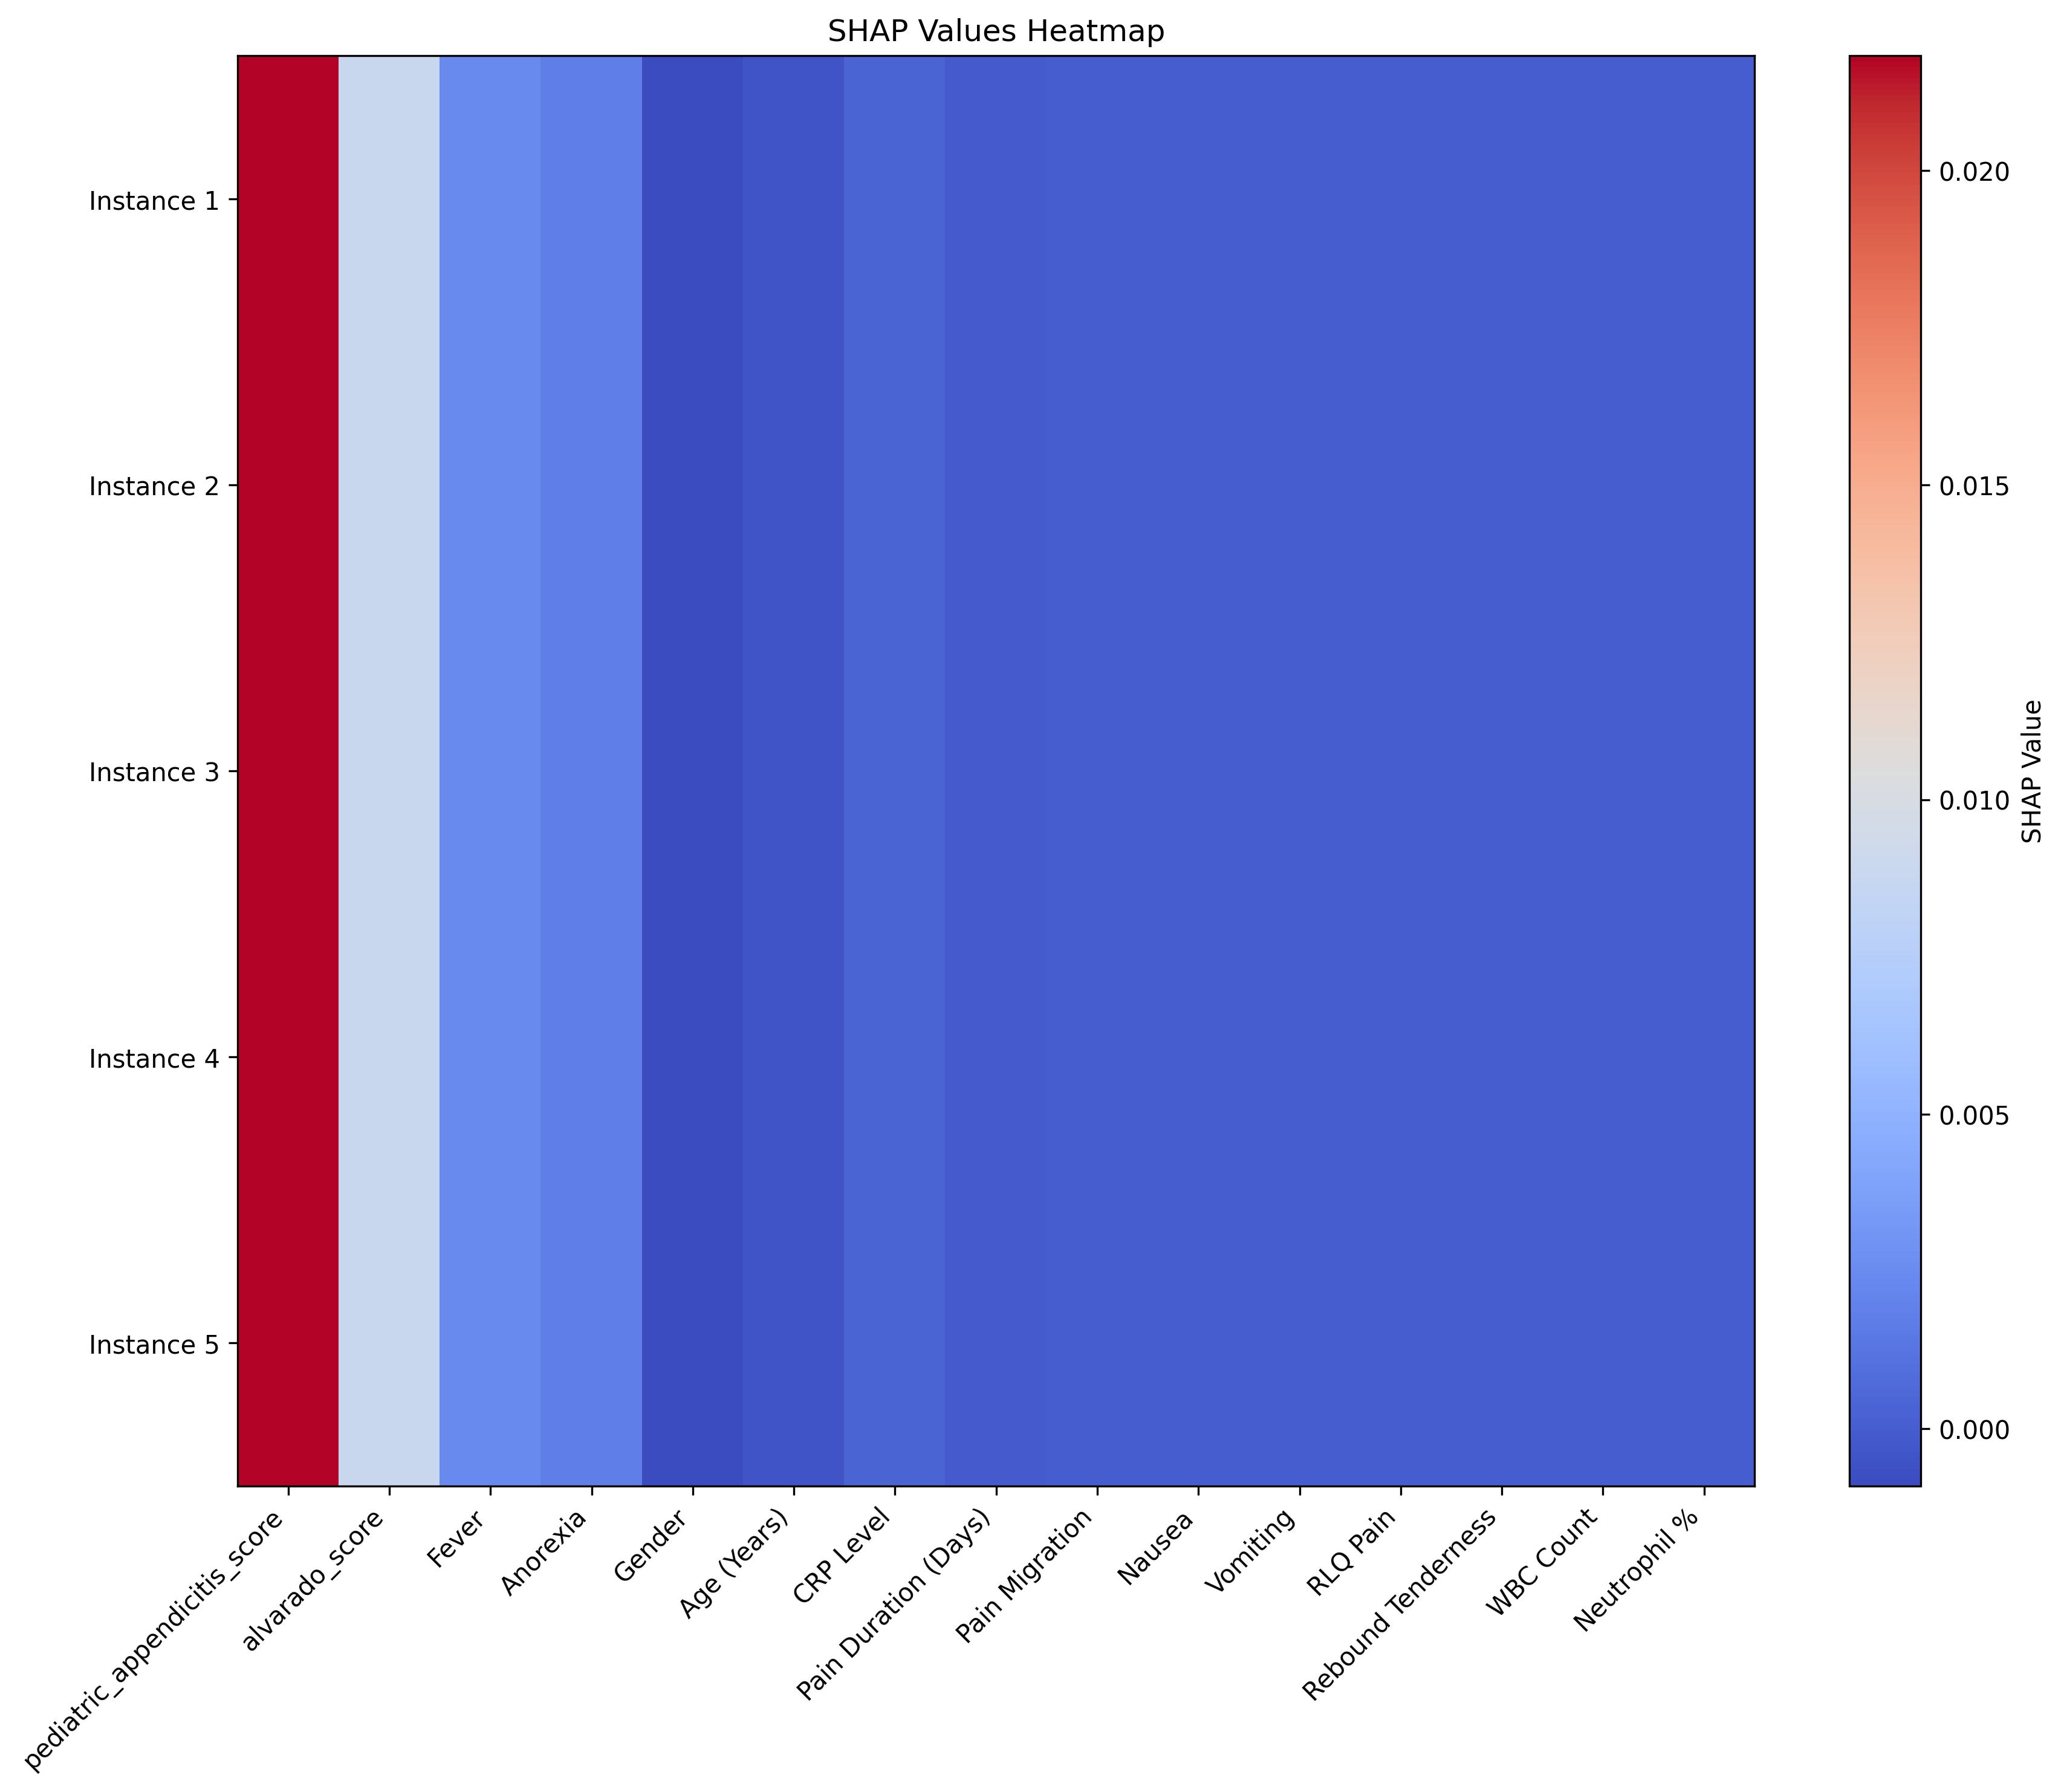 SHAP Values Heatmap
Instance 1
Instance 2
Instance 3
Instance 4
Instance 5
pediatric_appendicitis_score
alvarado_score
Fever
Anorexia
Gender
Age (Years)
CRP Level
Pain Duration (Days)
Pain Migration
Nausea
Vomiting
RLQ Pain
Rebound Tenderness
WBC Count
Neutrophil %
0.020
0.015
0.010
0.005
0.000
SHAP Value